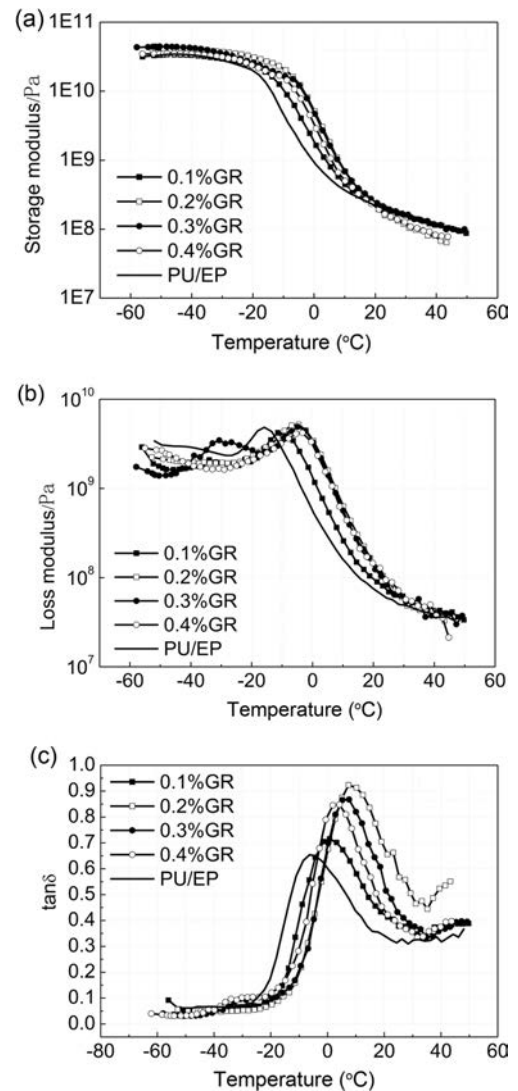 (a)
1E11
1E10
1E9
1E8
1E7
Storage modulus/Pa
0.1%GR
0.2%GR
0.3%GR
0.4%GR
PU/EP
-60 -40 -20 0 20 40 60
Temperature (°C)
(b)
10^10
10^9
10^8
10^7
Loss modulus/Pa
0.1%GR
0.2%GR
0.3%GR
0.4%GR
PU/EP
-60 -40 -20 0 20 40 60
Temperature (°C)
(c)
1.0
0.9
0.8
0.7
0.6
0.5
0.4
0.3
0.2
0.1
0.0
tanδ
0.1%GR
0.2%GR
0.3%GR
0.4%GR
PU/EP
-80 -60 -40 -20 0 20 40 60
Temperature (°C)